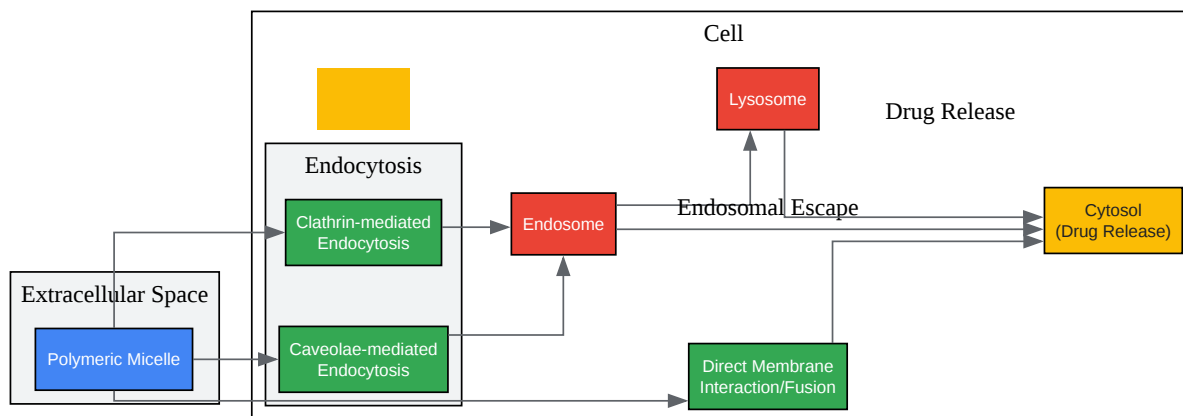 Cell
Lysosome
Drug Release
Endocytosis
Clathrin-mediated
Endocytosis
Endosome
Endosomal Escape
Cytosol
(Drug Release)
Extracellular Space
Polymeric Micelle
Caveolae-mediated
Endocytosis
Direct Membrane
Interaction/Fusion